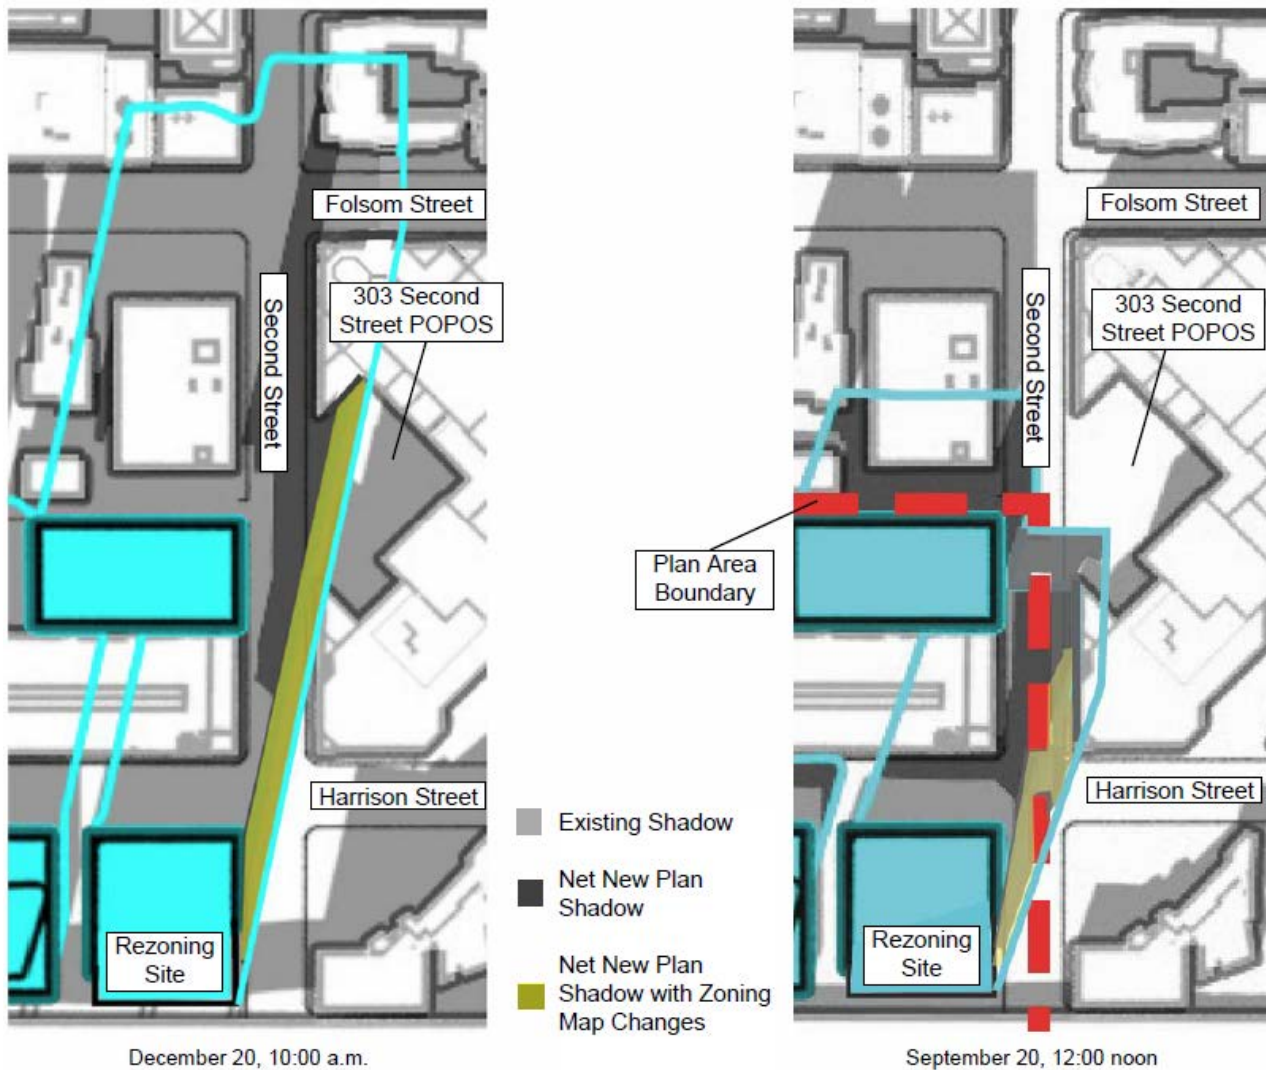 Folsom Street
303 Second
Street POPOS
Second Street
Harrison Street
Rezoning
Site
December 20, 10:00 a.m.
Plan Area
Boundary
Existing Shadow
Net New Plan
Shadow
Net New Plan
Shadow with Zoning
Map Changes
Folsom Street
303 Second
Street POPOS
Second Street
Harrison Street
Rezoning
Site
September 20, 12:00 noon